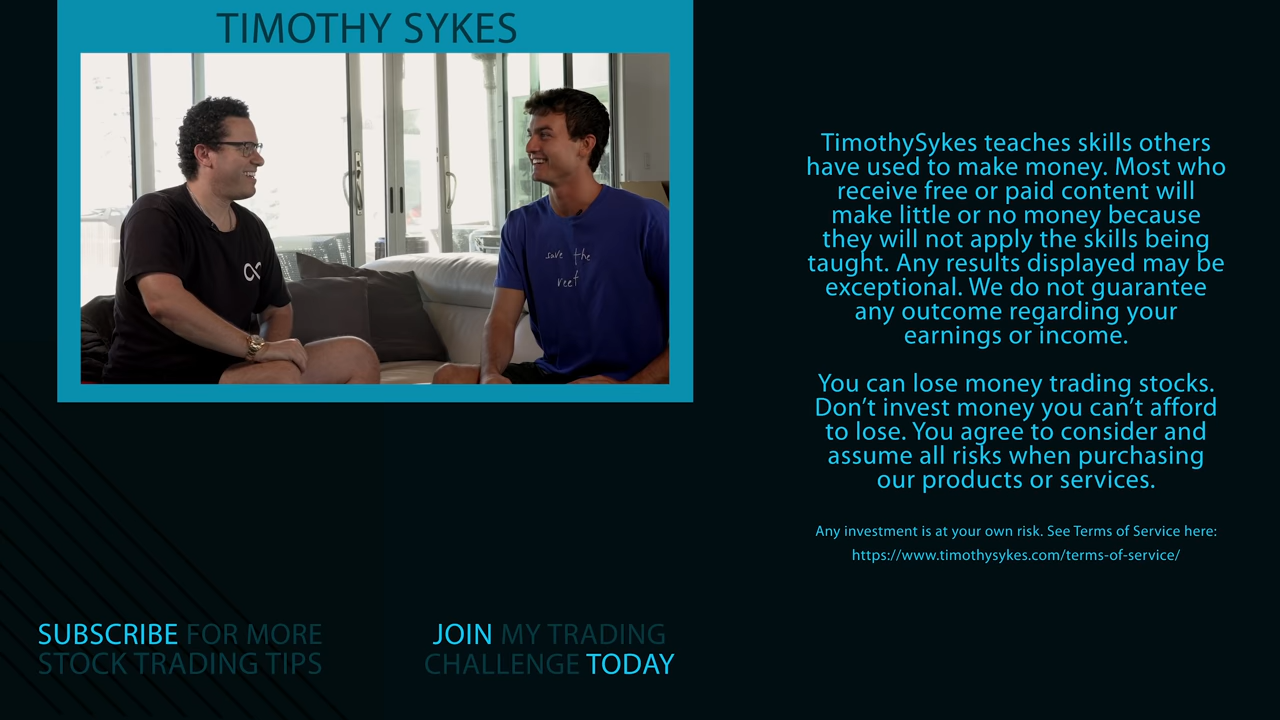 TIMOTHY SYKES
save the
reef
TimothySykes teaches skills others
have used to make money. Most who
receive free or paid content will
make little or no money because
they will not apply the skills being
taught. Any results displayed may be
exceptional. We do not guarantee
any outcome regarding your
earnings or income.
You can lose money trading stocks.
Don’t invest money you can’t afford
to lose. You agree to consider and
assume all risks when purchasing
our products or services.
Any investment is at your own risk. See Terms of Service here:
https://www.timothysykes.com/terms-of-service/
SUBSCRIBE FOR MORE
STOCK TRADING TIPS
JOIN MY TRADING
CHALLENGE TODAY